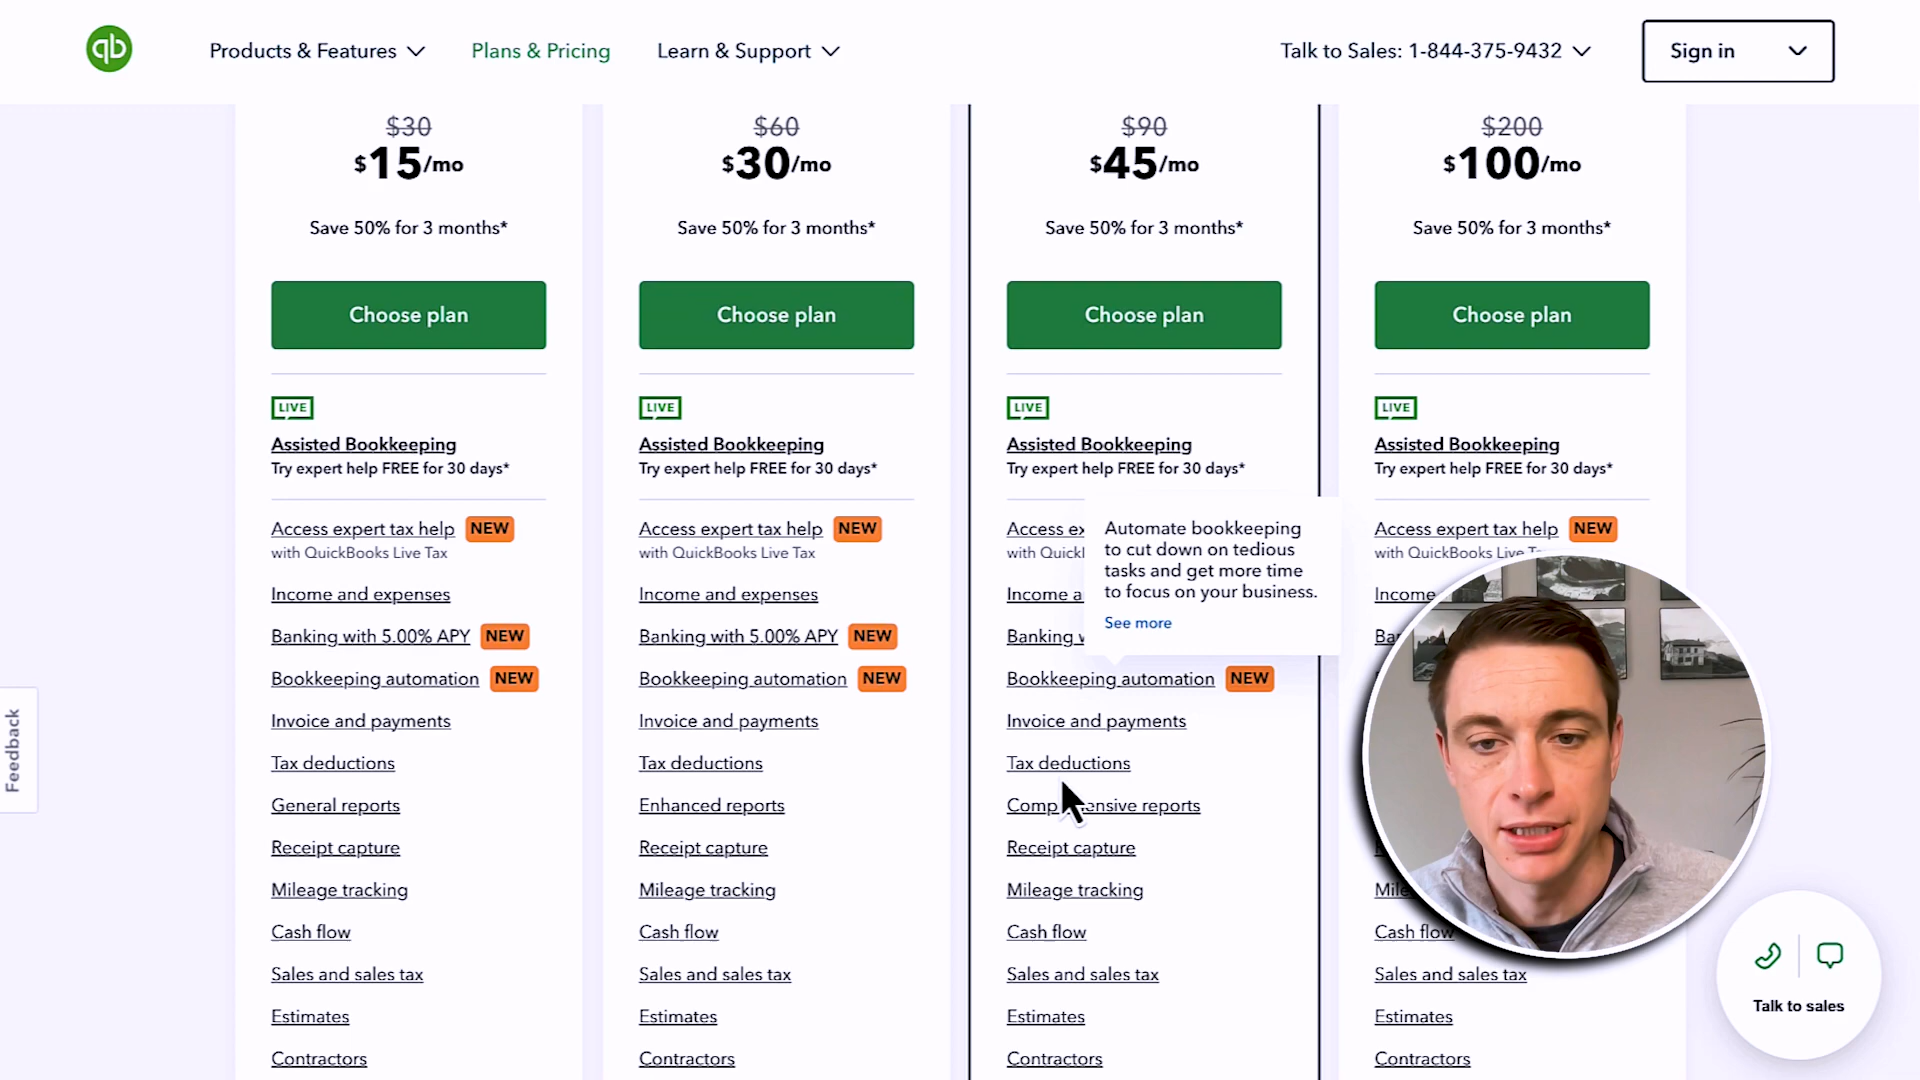 qb
Products & Features
Plans & Pricing
Learn & Support
Talk to Sales: 1-844-375-9432
Sign in
$30
$15/mo
Save 50% for 3 months*
Choose plan
LIVE
Assisted Bookkeeping
Try expert help FREE for 30 days*
Access expert tax help NEW
with QuickBooks Live Tax
Income and expenses
Banking with 5.00% APY NEW
Bookkeeping automation NEW
Invoice and payments
Tax deductions
General reports
Receipt capture
Mileage tracking
Cash flow
Sales and sales tax
Estimates
Contractors
$60
$30/mo
Save 50% for 3 months*
Choose plan
LIVE
Assisted Bookkeeping
Try expert help FREE for 30 days*
Access expert tax help NEW
with QuickBooks Live Tax
Income and expenses
Banking with 5.00% APY NEW
Bookkeeping automation NEW
Invoice and payments
Tax deductions
Enhanced reports
Receipt capture
Mileage tracking
Cash flow
Sales and sales tax
Estimates
Contractors
$90
$45/mo
Save 50% for 3 months*
Choose plan
LIVE
Assisted Bookkeeping
Try expert help FREE for 30 days*
Access
with
Income
Banking
Automate bookkeeping
to cut down on tedious
tasks and get more time
to focus on your business.
See more
Bookkeeping automation NEW
Invoice and payments
Tax deductions
Comprehensive reports
Receipt capture
Mileage tracking
Cash flow
Sales and sales tax
Estimates
Contractors
$200
$100/mo
Save 50% for 3 months*
Choose plan
LIVE
Assisted Bookkeeping
Try expert help FREE for 30 days*
Access expert tax help NEW
with QuickBooks Live Tax
Income
Cash flow
Sales and sales tax
Estimates
Contractors
Feedback
Talk to sales